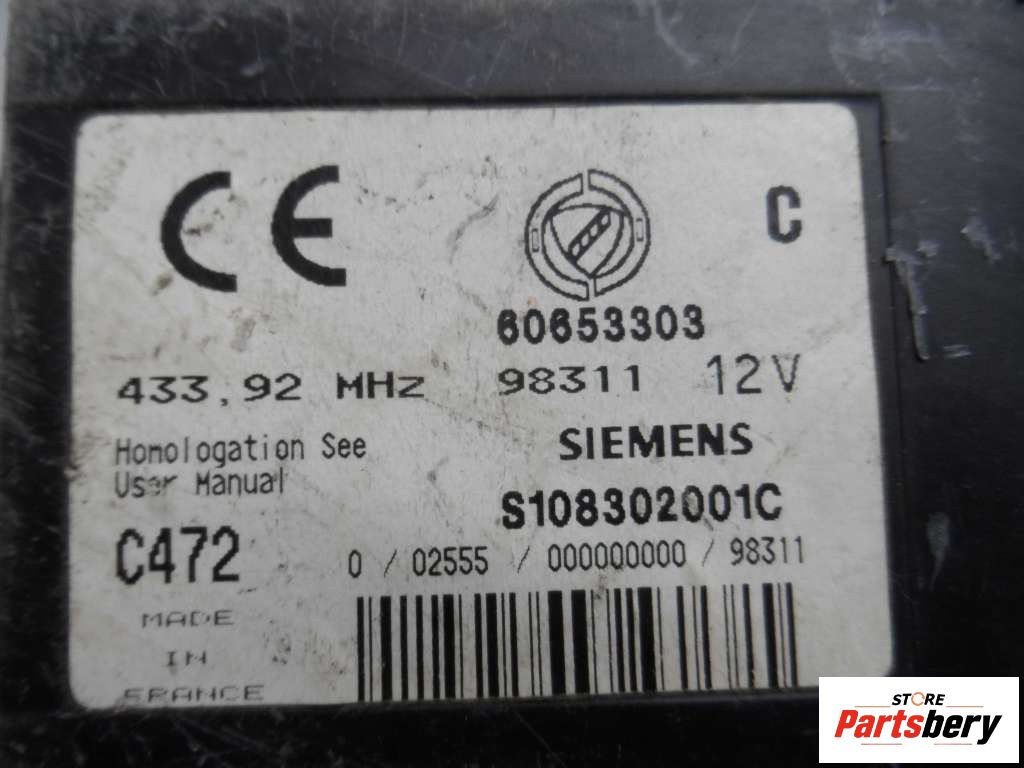 CE
C
60653303
433,92 MHz 98311 12V
Homologation See
User Manual
SIEMENS
S108302001C
C472
0 / 02555 / 000000000 / 98311
MADE
IN
FRANCE
STORE
Partsbery